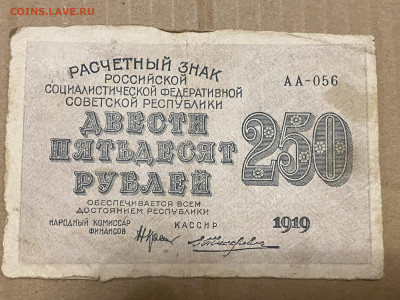 COINS.LAVE.RU
РАСЧЕТНЫЙ ЗНАК
РОССИЙСКОЙ
СОЦИАЛИСТИЧЕСКОЙ ФЕДЕРАТИВНОЙ
СОВЕТСКОЙ РЕСПУБЛИКИ
АА-056
ДВЕСТИ
ПЯТЬДЕСЯТ
РУБЛЕЙ
250
ОБЕСПЕЧИВАЕТСЯ ВСЕМ
ДОСТОЯНИЕМ РЕСПУБЛИКИ
НАРОДНЫЙ КОМИССАР
ФИНАНСОВ
КАССИР
1919